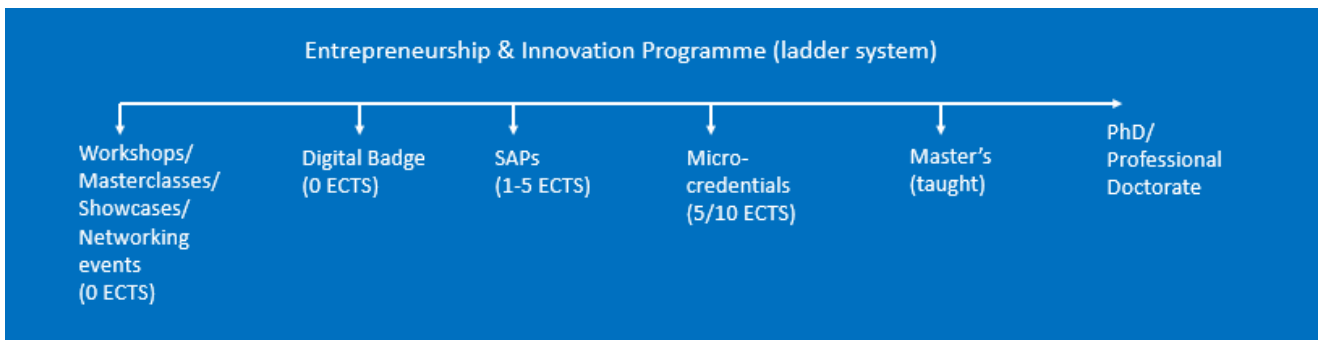 Entrepreneurship & Innovation Programme (ladder system)
Workshops/
Masterclasses/
Showcases/
Networking
events
(0 ECTS)
Digital Badge
(0 ECTS)
SAPs
(1-5 ECTS)
Micro-
credentials
(5/10 ECTS)
Master's
(taught)
PhD/
Professional
Doctorate